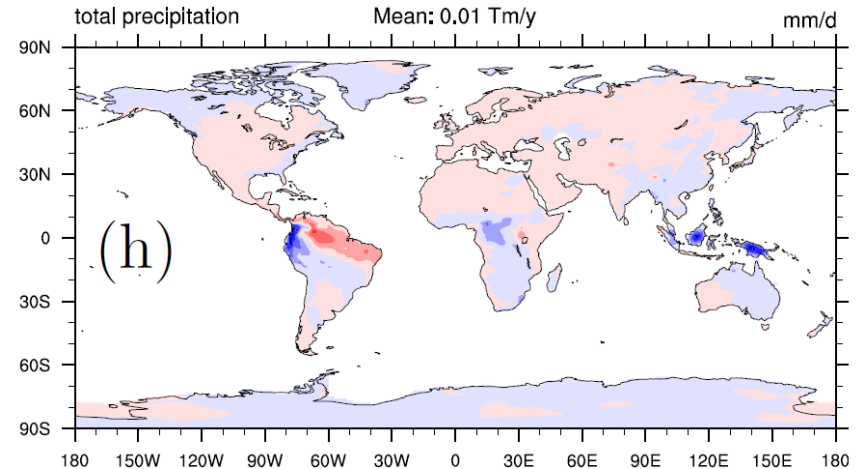 total precipitation Mean: 0.01 Tm/y mm/d
90N
60N
30N
0
30S
60S
90S
(h)
180 150W 120W 90W 60W 30W 0 30E 60E 90E 120E 150E 180